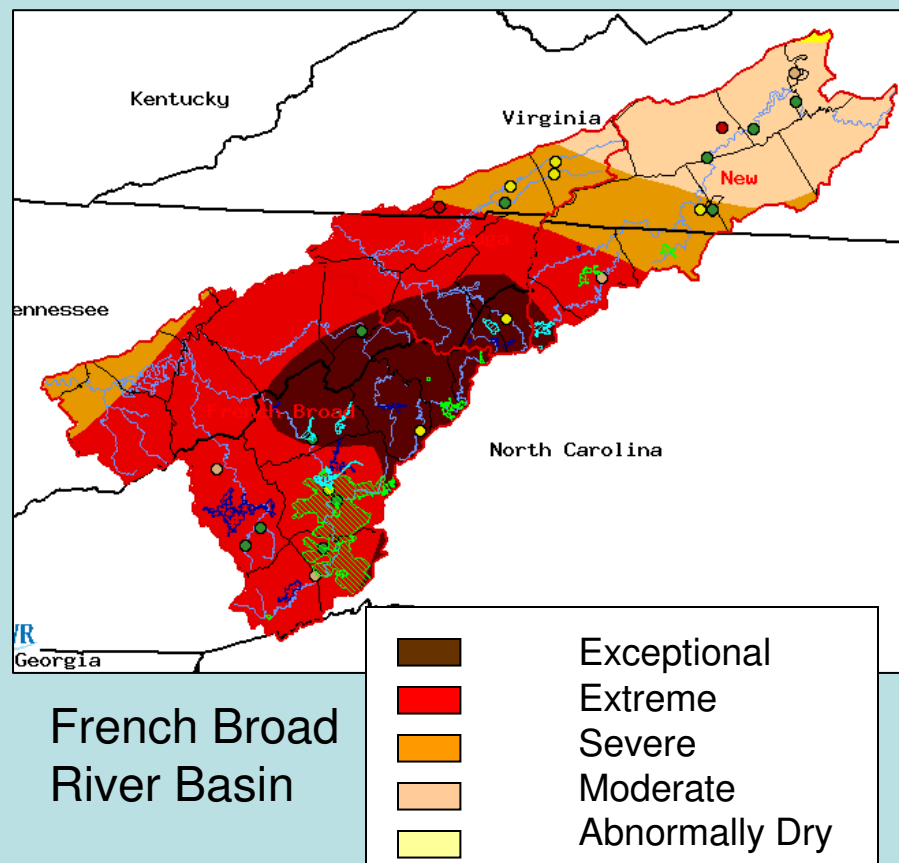 Kentucky
Virginia
New
ennessee
French Broad
North Carolina
VR
Georgia
French Broad
River Basin
Exceptional
Extreme
Severe
Moderate
Abnormally Dry